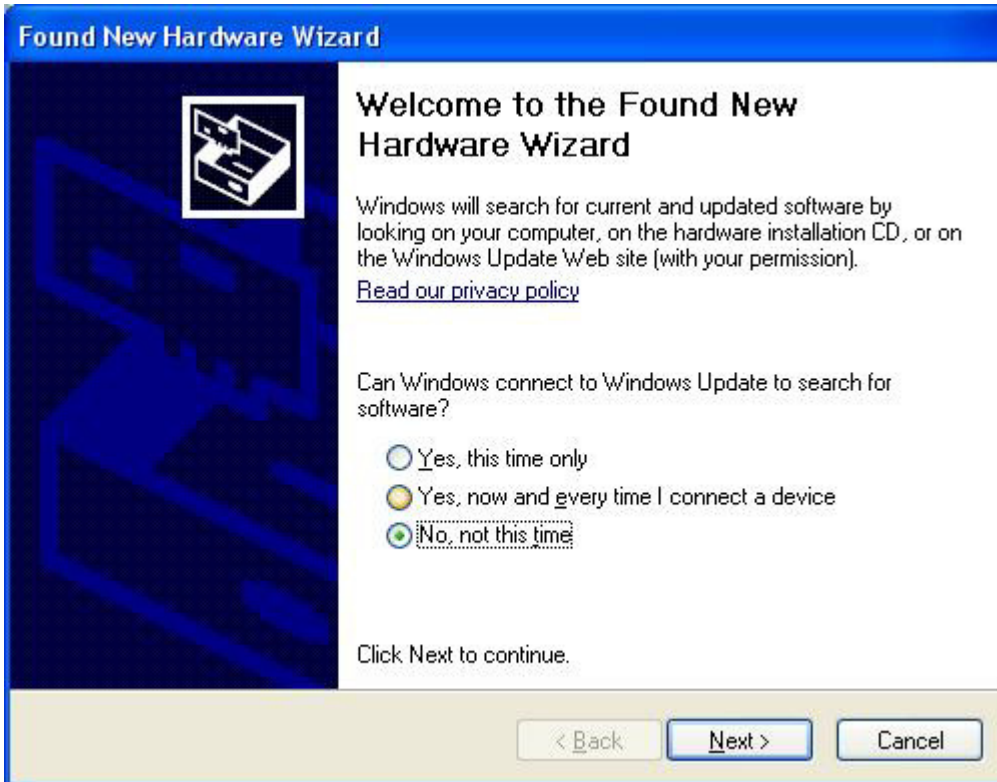 Found New Hardware Wizard
Welcome to the Found New
Hardware Wizard
Windows will search for current and updated software by
looking on your computer, on the hardware installation CD, or on
the Windows Update Web site (with your permission).
Read our privacy policy
Can Windows connect to Windows Update to search for
software?
Yes, this time only
Yes, now and every time I connect a device
No, not this time
Click Next to continue.
< Back Next > Cancel